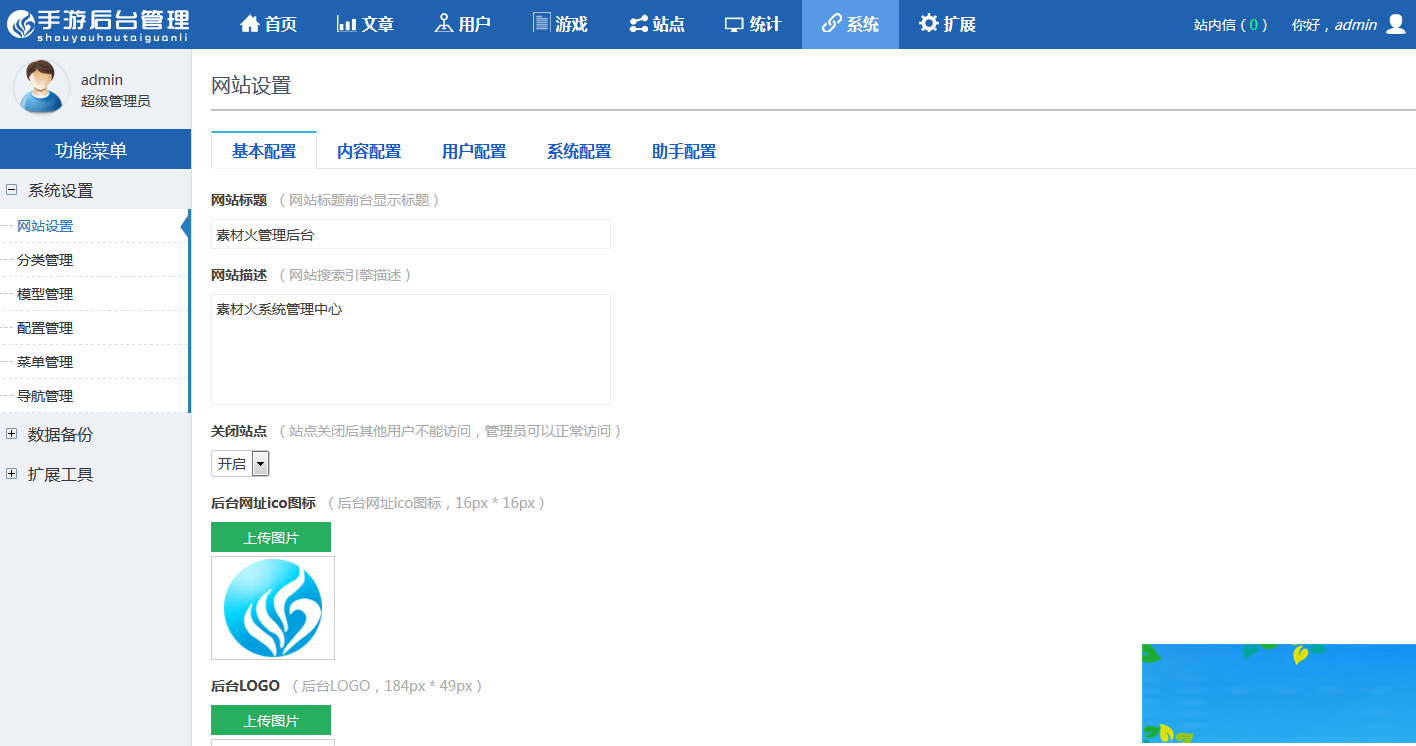 手游后台管理
shouyouhoutaiguanli
首页 文章 用户 游戏 站点 统计 系统 扩展
站内信 ( 0 ) 你好，admin
admin
超级管理员
功能菜单
系统设置
网站设置
分类管理
模型管理
配置管理
菜单管理
导航管理
数据备份
扩展工具
网站设置
基本配置 内容配置 用户配置 系统配置 助手配置
网站标题 （ 网站标题前台显示标题 ）
素材火管理后台
网站描述 （ 网站搜索引擎描述 ）
素材火系统管理中心
关闭站点 （ 站点关闭后其他用户不能访问，管理员可以正常访问 ）
开启
后台网址ico图标 （ 后台网址ico图标，16px * 16px ）
上传图片
后台LOGO （ 后台LOGO，184px * 49px ）
上传图片